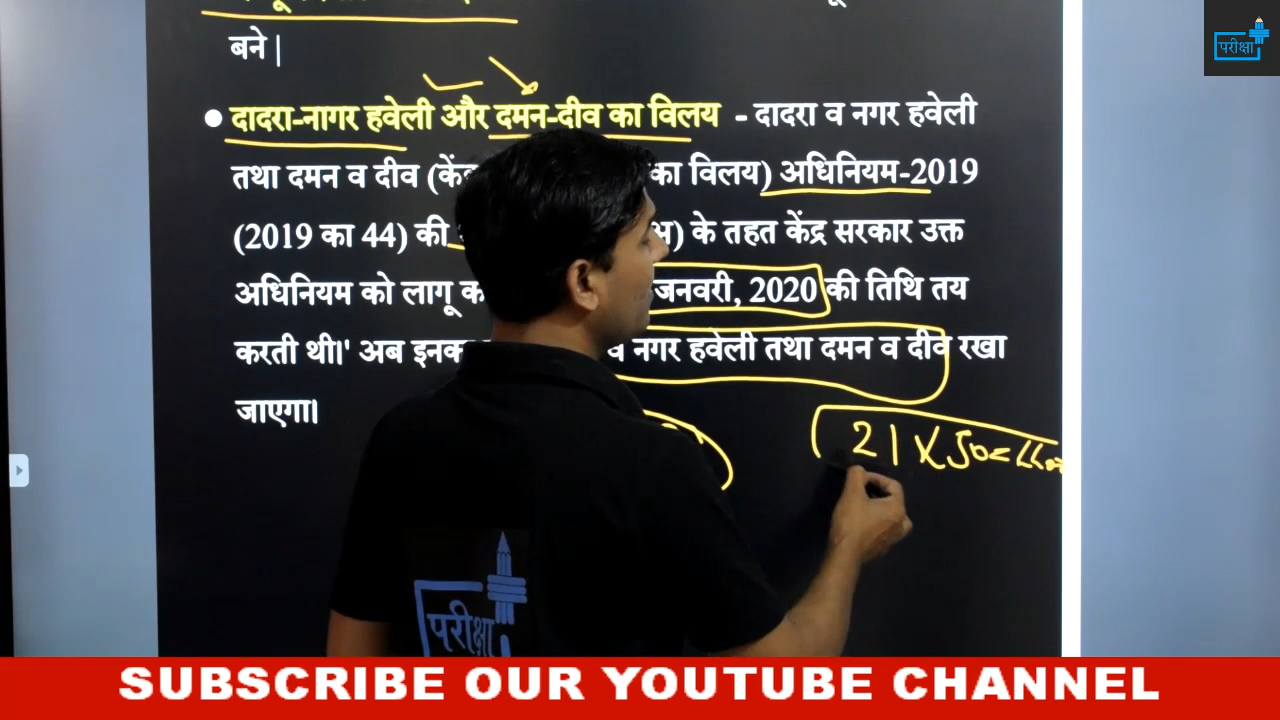 बने |
परीक्षा
दादरा-नागर हवेली और दमन-दीव का विलय - दादरा व नगर हवेली
तथा दमन व दीव का विलय) अधिनियम-2019
(2019 का 44) की के तहत केंद्र सरकार उक्त
अधिनियम को लागू जनवरी, 2020 की तिथि तय
करती थी।' अब व नगर हवेली तथा दमन व दीव रखा
जाएगा।
21
परीक्षा
SUBSCRIBE OUR YOUTUBE CHANNEL